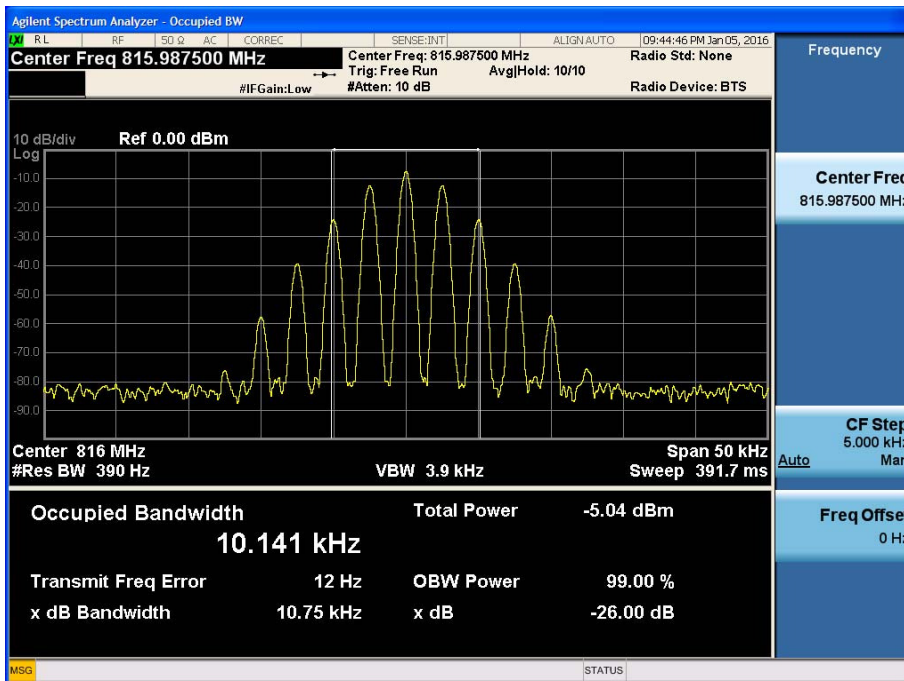 Agilent Spectrum Analyzer - Occupied BW
LXI RL RF 50 Ω AC CORREC SENSE:INT ALIGN AUTO 09:44:46 PM Jan 05, 2016
Center Freq 815.987500 MHz
Center Freq: 815.987500 MHz
Radio Std: None
Trig: Free Run Avg|Hold: 10/10
#IFGain:Low
#Atten: 10 dB
Radio Device: BTS
Frequency
10 dB/div Ref 0.00 dBm
Log
-10.0
-20.0
-30.0
-40.0
-50.0
-60.0
-70.0
-80.0
-90.0
Center Freq
815.987500 MHz
Center 816 MHz
Span 50 kHz
#Res BW 390 Hz
VBW 3.9 kHz
Sweep 391.7 ms
CF Step
5.000 kHz
Auto Man
Occupied Bandwidth
10.141 kHz
Total Power -5.04 dBm
Transmit Freq Error 12 Hz
OBW Power 99.00 %
x dB Bandwidth 10.75 kHz
x dB -26.00 dB
Freq Offset
0 Hz
MSG
STATUS